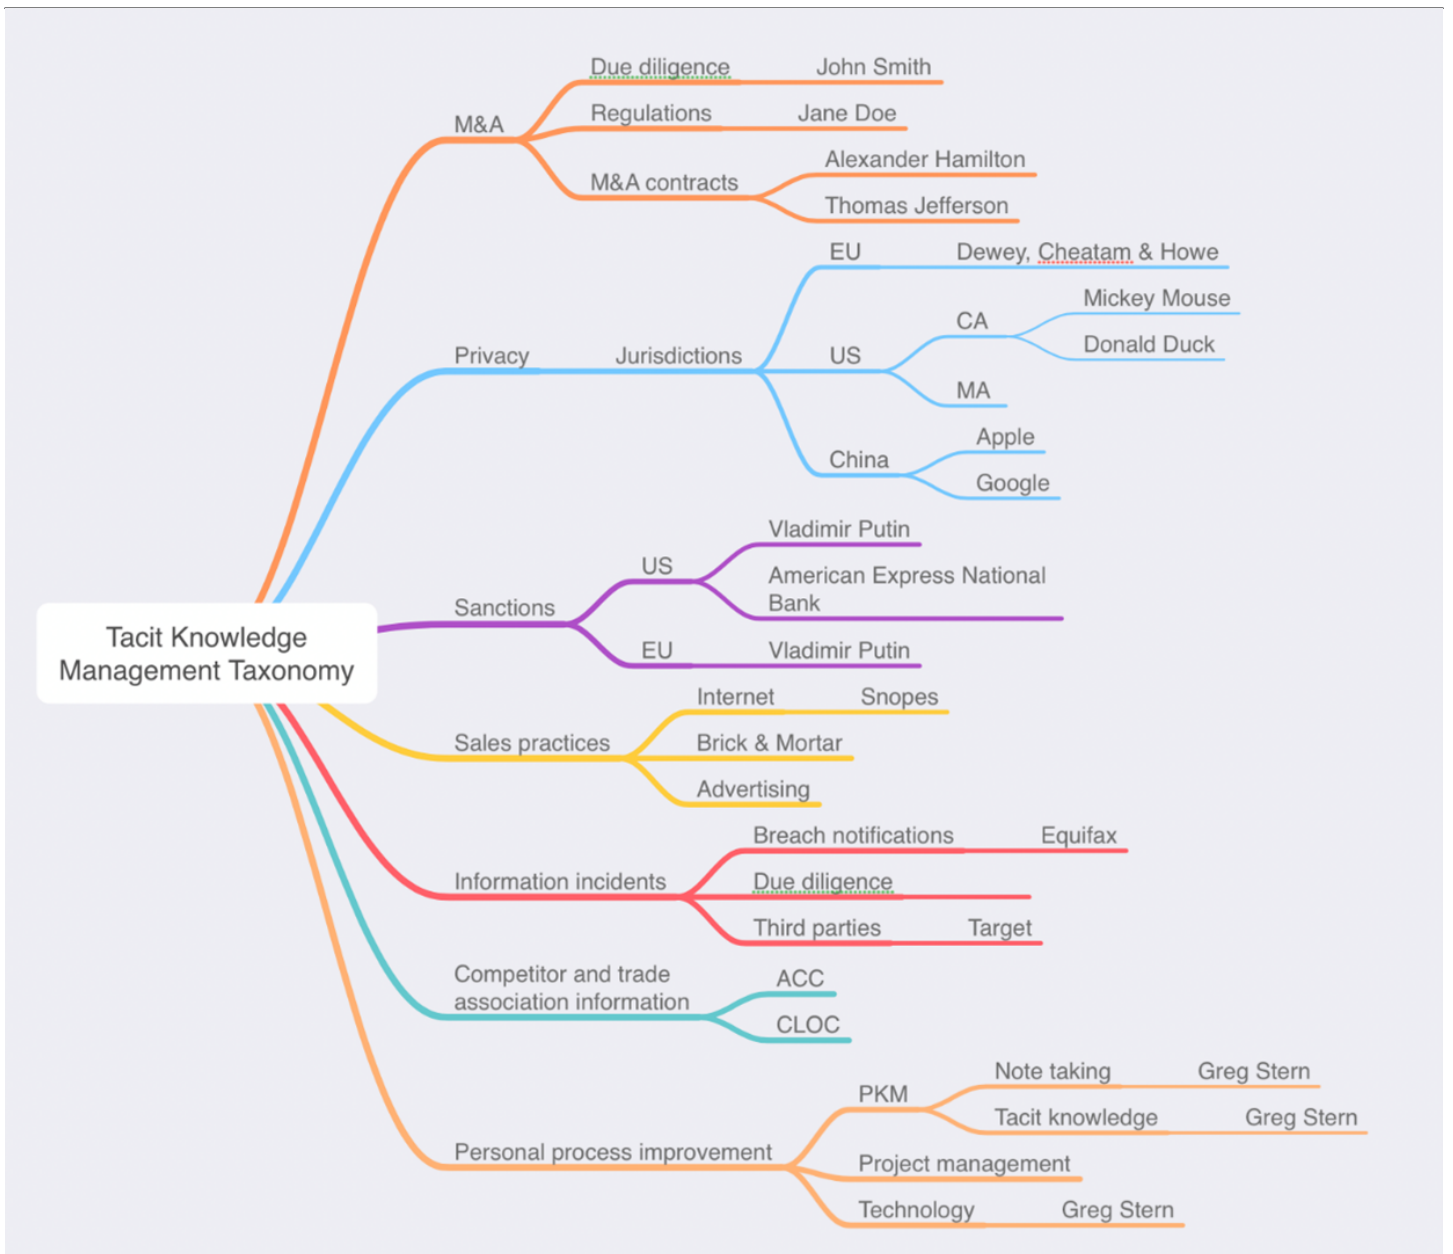 Due diligence
John Smith
Regulations
Jane Doe
M&A
Alexander Hamilton
M&A contracts
Thomas Jefferson
EU
Dewey, Cheatam & Howe
Mickey Mouse
CA
Donald Duck
Privacy
Jurisdictions
US
MA
Apple
China
Google
Vladimir Putin
US
American Express National
Bank
Sanctions
EU
Vladimir Putin
Tacit Knowledge
Management Taxonomy
Internet
Snopes
Sales practices
Brick & Mortar
Advertising
Breach notifications
Equifax
Information incidents
Due diligence
Third parties
Target
Competitor and trade
association information
ACC
CLOC
Note taking
Greg Stern
PKM
Tacit knowledge
Greg Stern
Personal process improvement
Project management
Technology
Greg Stern